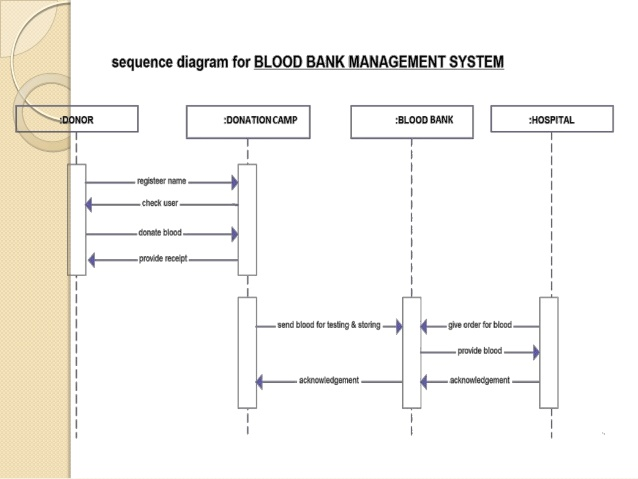 sequence diagram for BLOOD BANK MANAGEMENT SYSTEM
:DONOR
:DONATION CAMP
:BLOOD BANK
:HOSPITAL
registeer name
check user
donate blood
provide receipt
send blood for testing & storing
give order for blood
provide blood
acknowledgement
acknowledgement